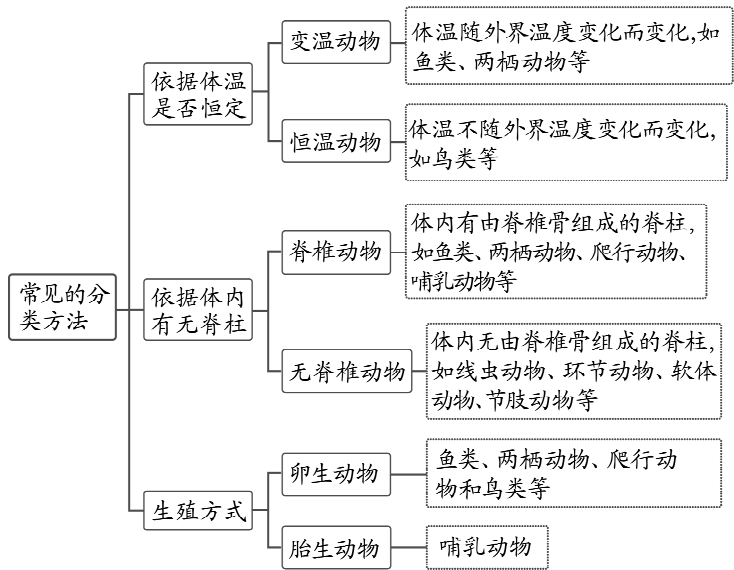 常见的分
类方法
依据体温
是否恒定
变温动物
体温随外界温度变化而变化,如
鱼类、两栖动物等
恒温动物
体温不随外界温度变化而变化,
如鸟类等
依据体内
有无脊柱
脊椎动物
体内有由脊椎骨组成的脊柱,
如鱼类、两栖动物、爬行动物、
哺乳动物等
无脊椎动物
体内无由脊椎骨组成的脊柱,
如线虫动物、环节动物、软体
动物、节肢动物等
生殖方式
卵生动物
鱼类、两栖动物、爬行动
物和鸟类等
胎生动物
哺乳动物